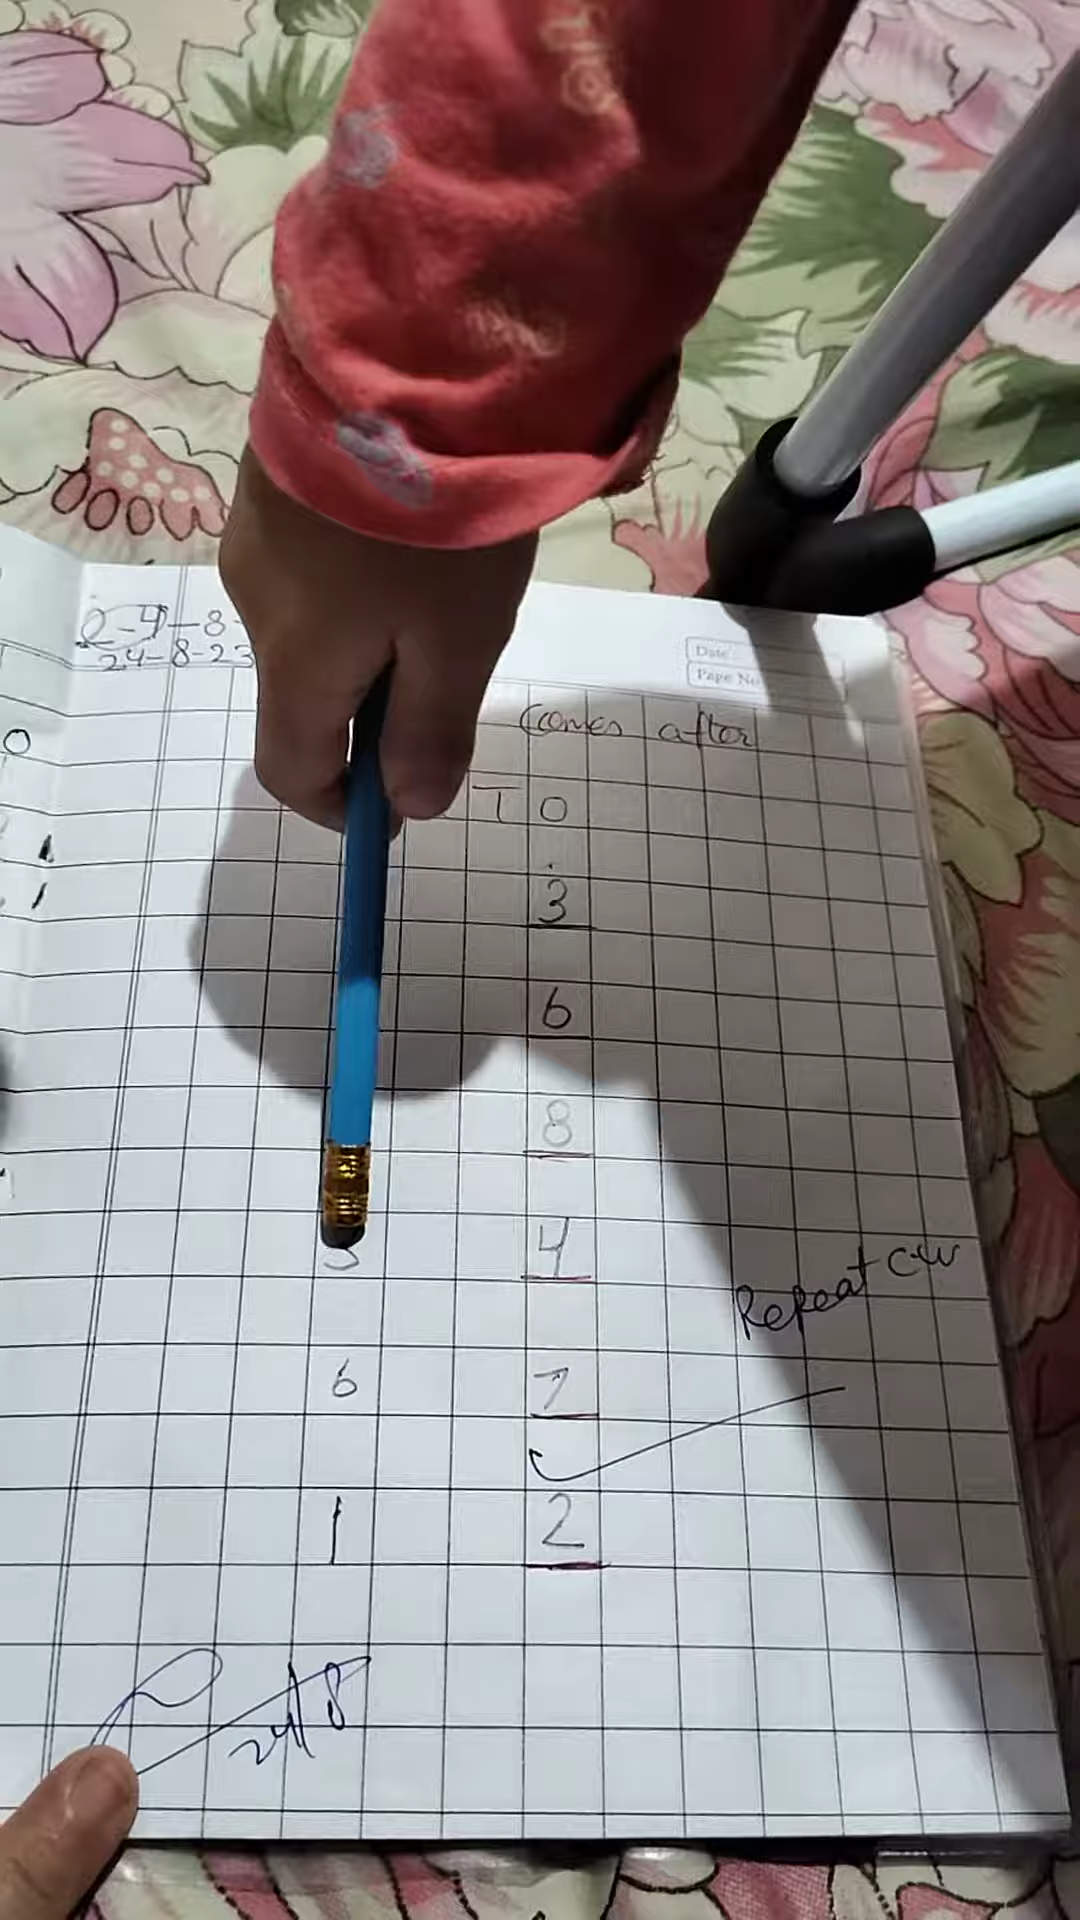 24-8-23
Date
Page No
Comes after
0
T O
3
6
8
3 4
Repeat C.W
6 7
1 2
24/8